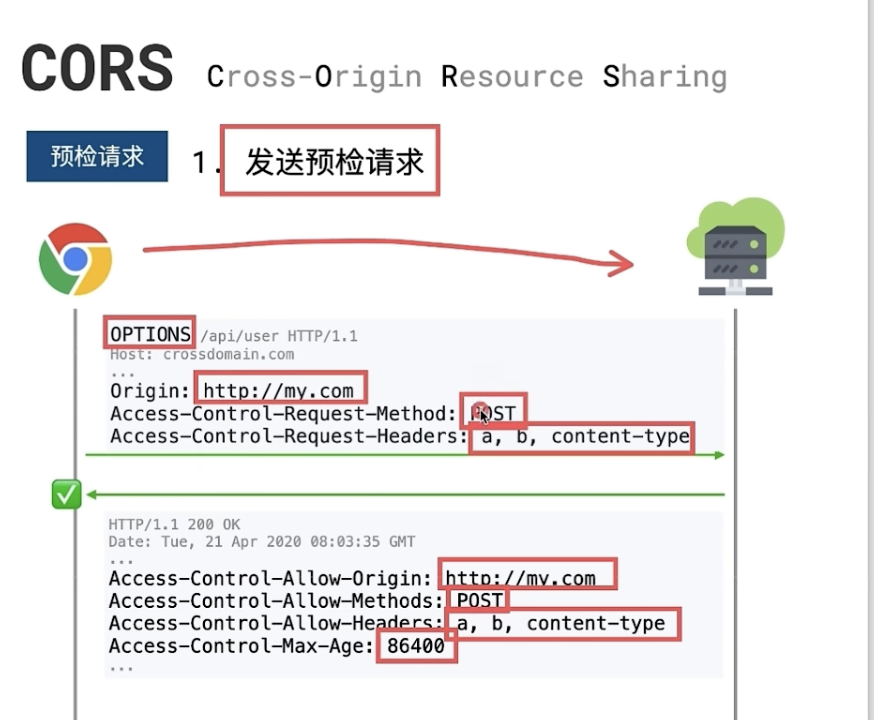 CORS Cross-Origin Resource Sharing
预检请求 1. 发送预检请求
OPTIONS /api/user HTTP/1.1
Host: crossdomain.com
...
Origin: http://my.com
Access-Control-Request-Method: POST
Access-Control-Request-Headers: a, b, content-type
HTTP/1.1 200 OK
Date: Tue, 21 Apr 2020 08:03:35 GMT
...
Access-Control-Allow-Origin: http://my.com
Access-Control-Allow-Methods: POST
Access-Control-Allow-Headers: a, b, content-type
Access-Control-Max-Age: 86400
...